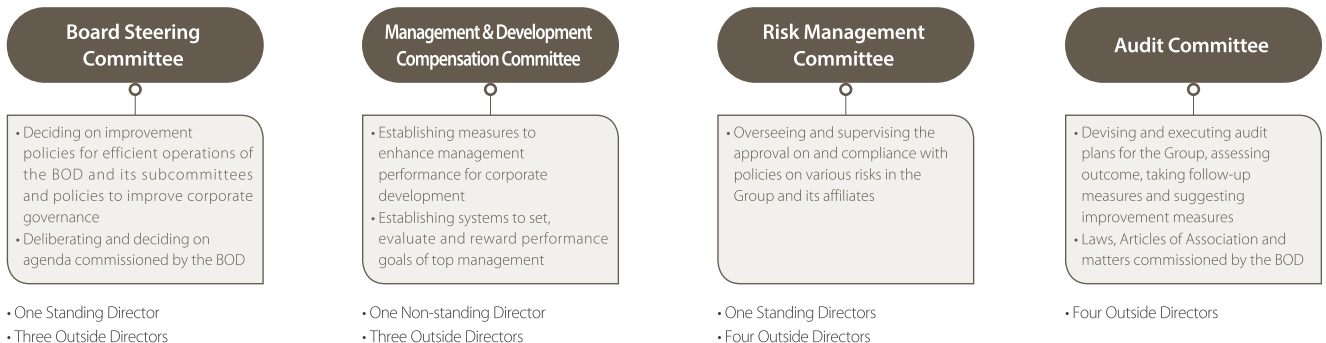 Board Steering
Committee
• Deciding on improvement
policies for efficient operations of
the BOD and its subcommittees
and policies to improve corporate
governance
• Deliberating and deciding on
agenda commissioned by the BOD
• One Standing Director
• Three Outside Directors
Management & Development
Compensation Committee
• Establishing measures to
enhance management
performance for corporate
development
• Establishing systems to set,
evaluate and reward performance
goals of top management
• One Non-standing Director
• Three Outside Directors
Risk Management
Committee
• Overseeing and supervising the
approval on and compliance with
policies on various risks in the
Group and its affiliates
• One Standing Directors
• Four Outside Directors
Audit Committee
• Devising and executing audit
plans for the Group, assessing
outcome, taking follow-up
measures and suggesting
improvement measures
• Laws, Articles of Association and
matters commissioned by the BOD
• Four Outside Directors